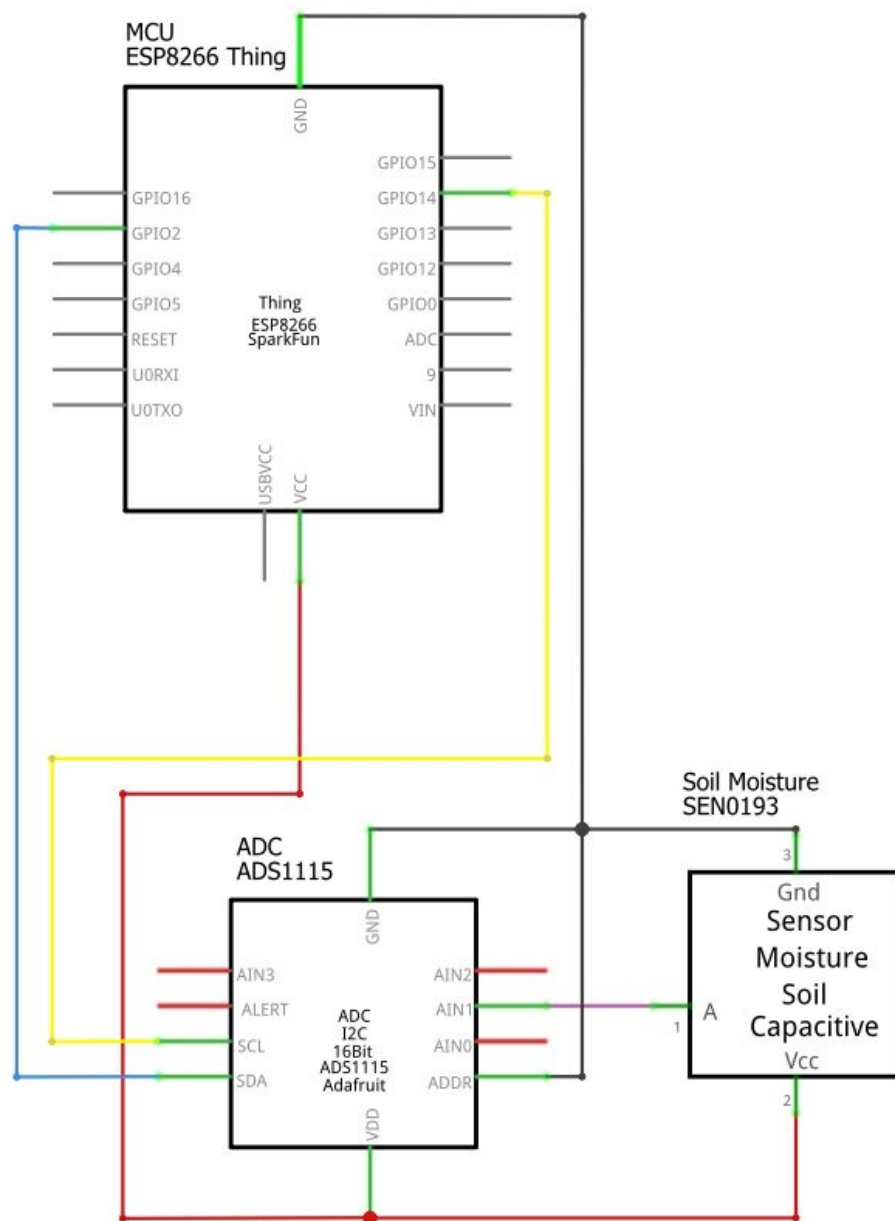 MCU
ESP8266 Thing
GND
GPIO15
GPIO16
GPIO14
GPIO2
GPIO13
GPIO4
GPIO12
GPIO5
Thing
GPIO0
ESP8266
SparkFun
RESET
ADC
U0RXI
9
U0TXO
VIN
USBVCC
VCC
Soil Moisture
SEN0193
ADC
ADS1115
3
GND
Gnd
Sensor
Moisture
Soil
Capacitive
Vcc
AIN3
AIN2
ALERT
AIN1
A
1
ADC
I2C
16Bit
ADS1115
Adafruit
SCL
AIN0
SDA
ADDR
VDD
2